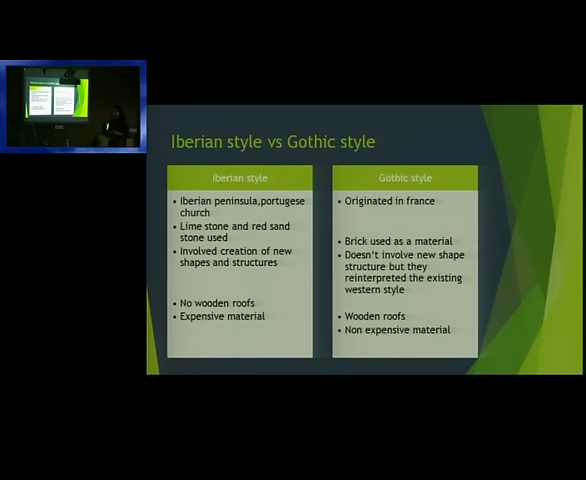 Iberian style vs Gothic style
Iberian style
• Iberian peninsula,portugese
church
• Lime stone and red sand
stone used
• Involved creation of new
shapes and structures
• No wooden roofs
• Expensive material
Gothic style
• Originated in france
• Brick used as a material
• Doesn't involve new shape
structure but they
reinterpreted the existing
western style
• Wooden roofs
• Non expensive material